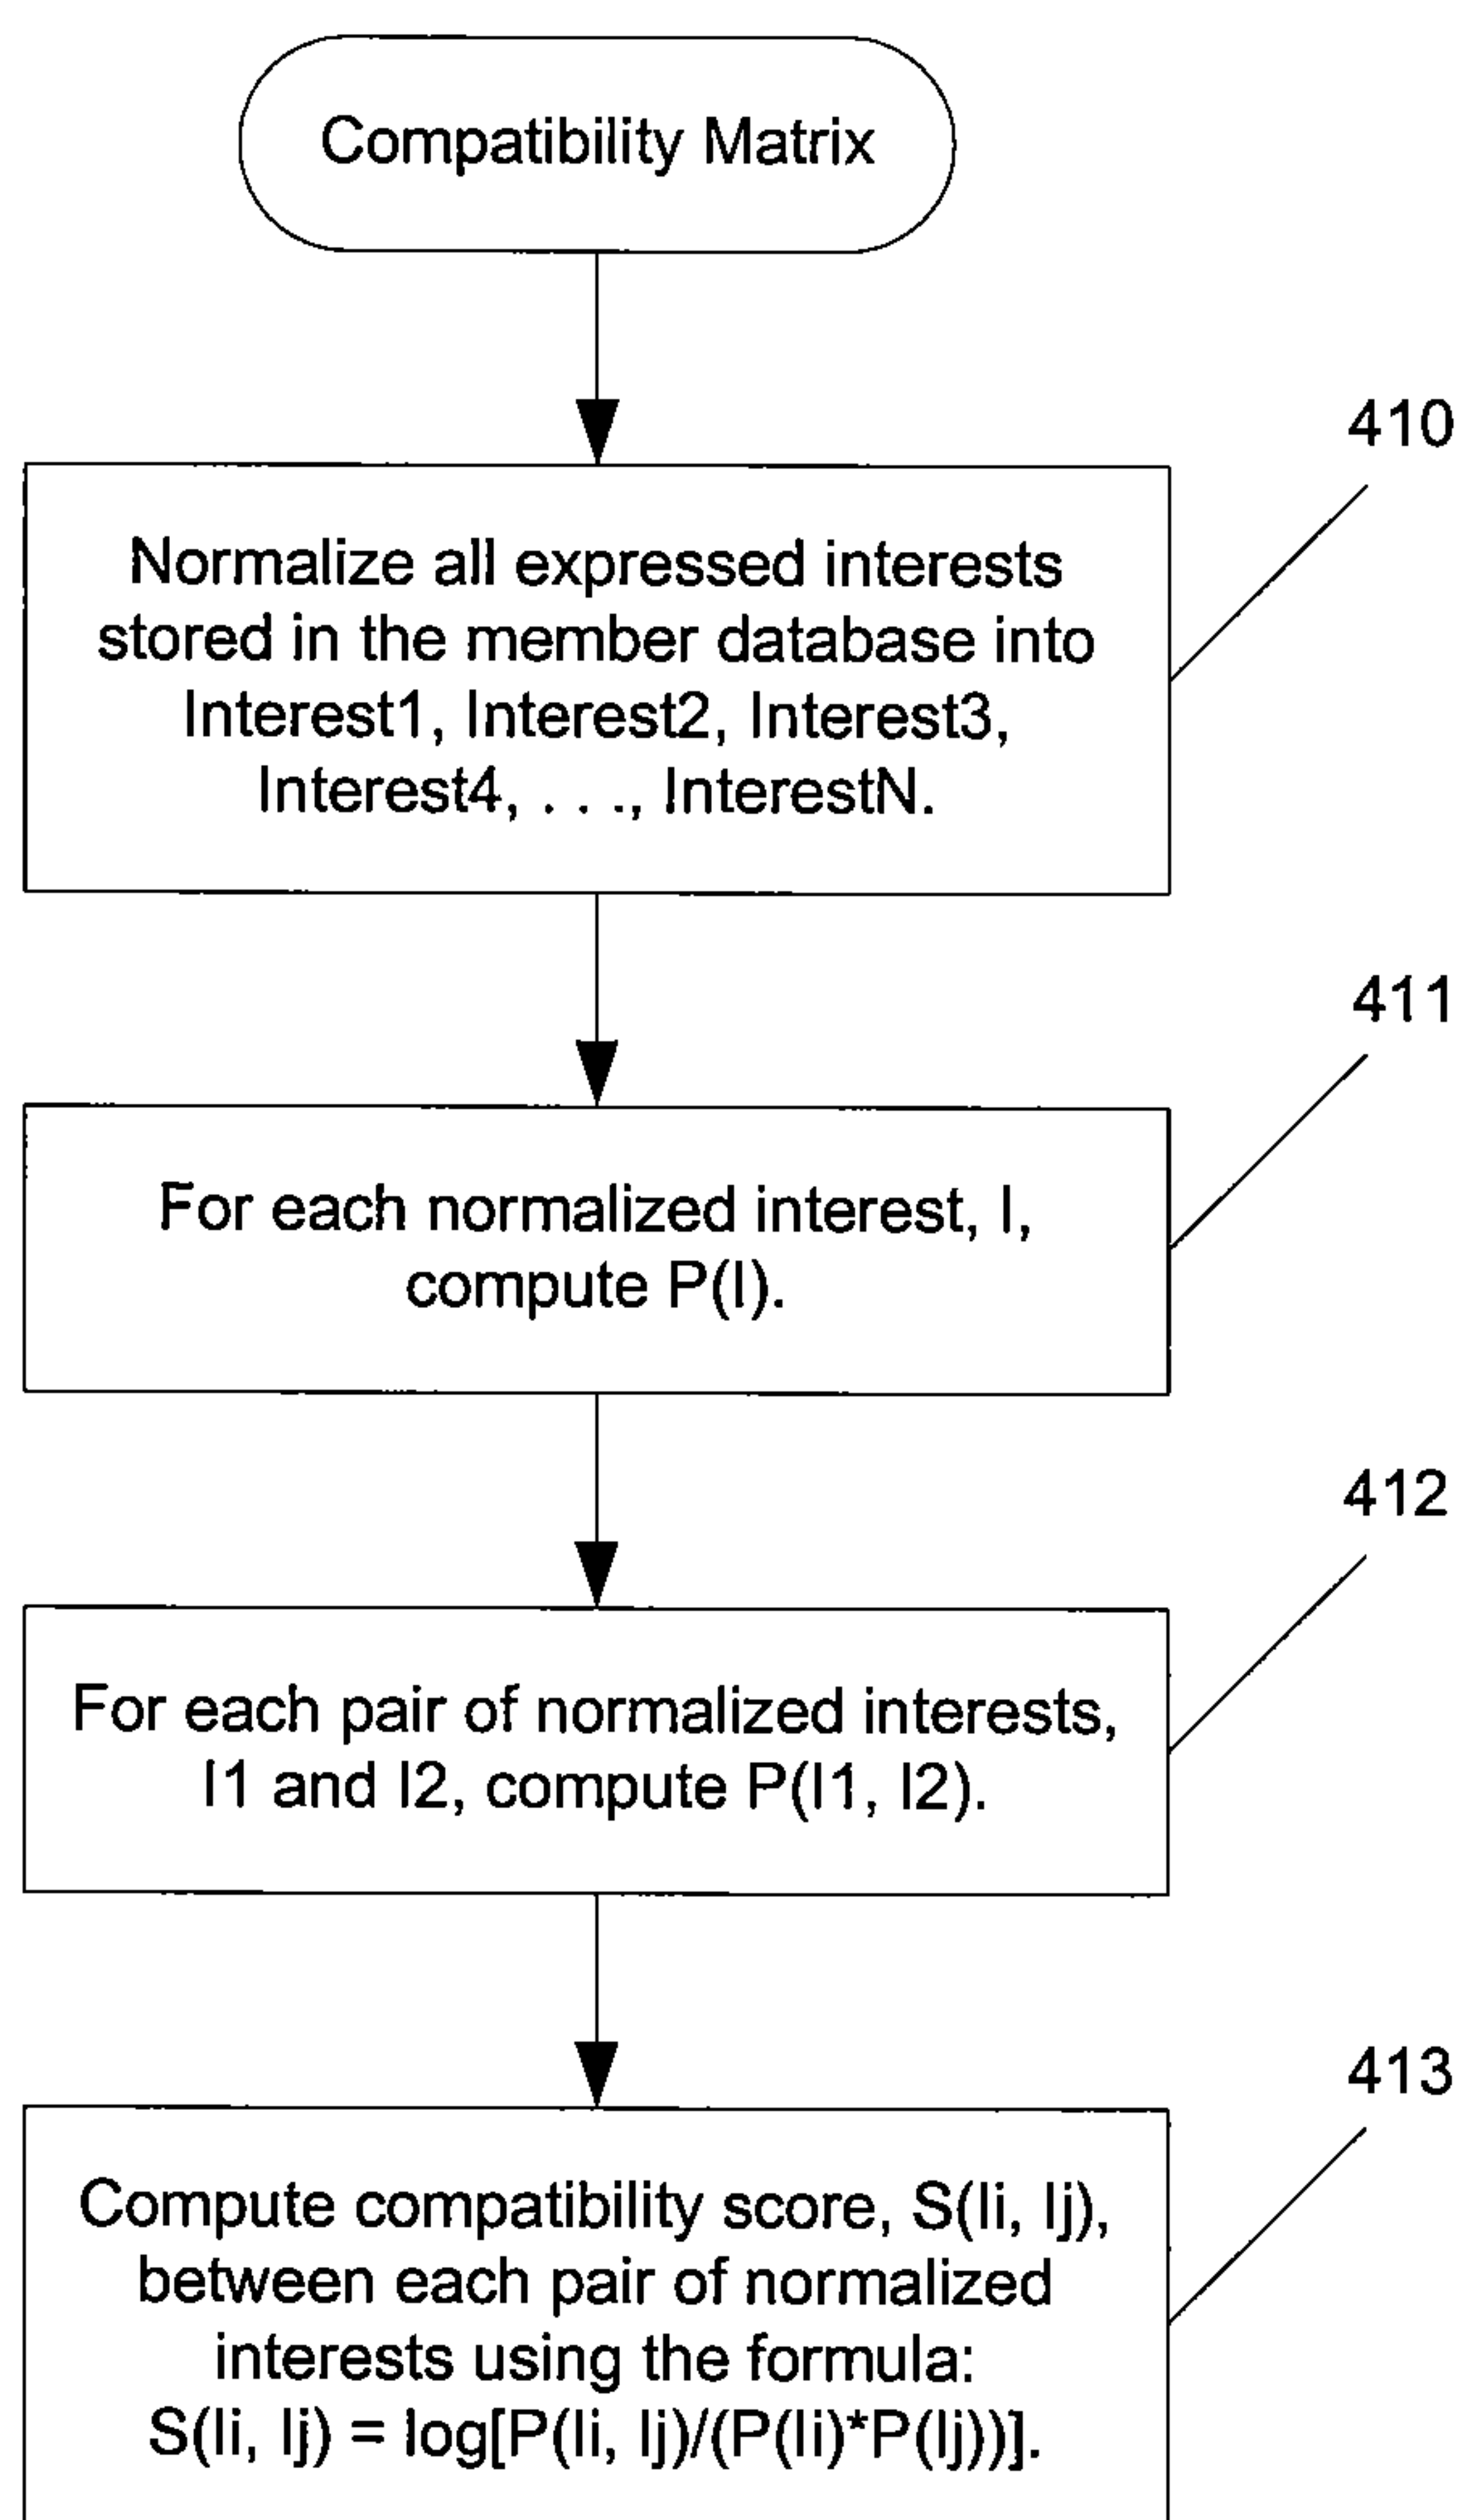 Compatibility Matrix
410
Normalize all expressed interests
stored in the member database into
Interest1, Interest2, Interest3,
Interest4, . . ., InterestN.
411
For each normalized interest, I,
compute P(I).
412
For each pair of normalized interests,
I1 and I2, compute P(I1, I2).
413
Compute compatibility score, S(Ii, Ij),
between each pair of normalized
interests using the formula:
S(Ii, Ij) = log[P(Ii, Ij)/(P(Ii)*P(Ij))].